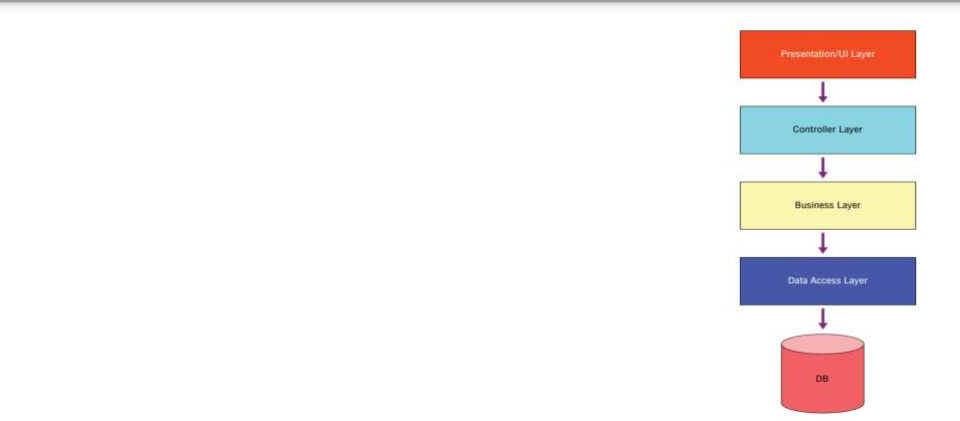 Presentation/UI Layer
Controller Layer
Business Layer
Data Access Layer
DB